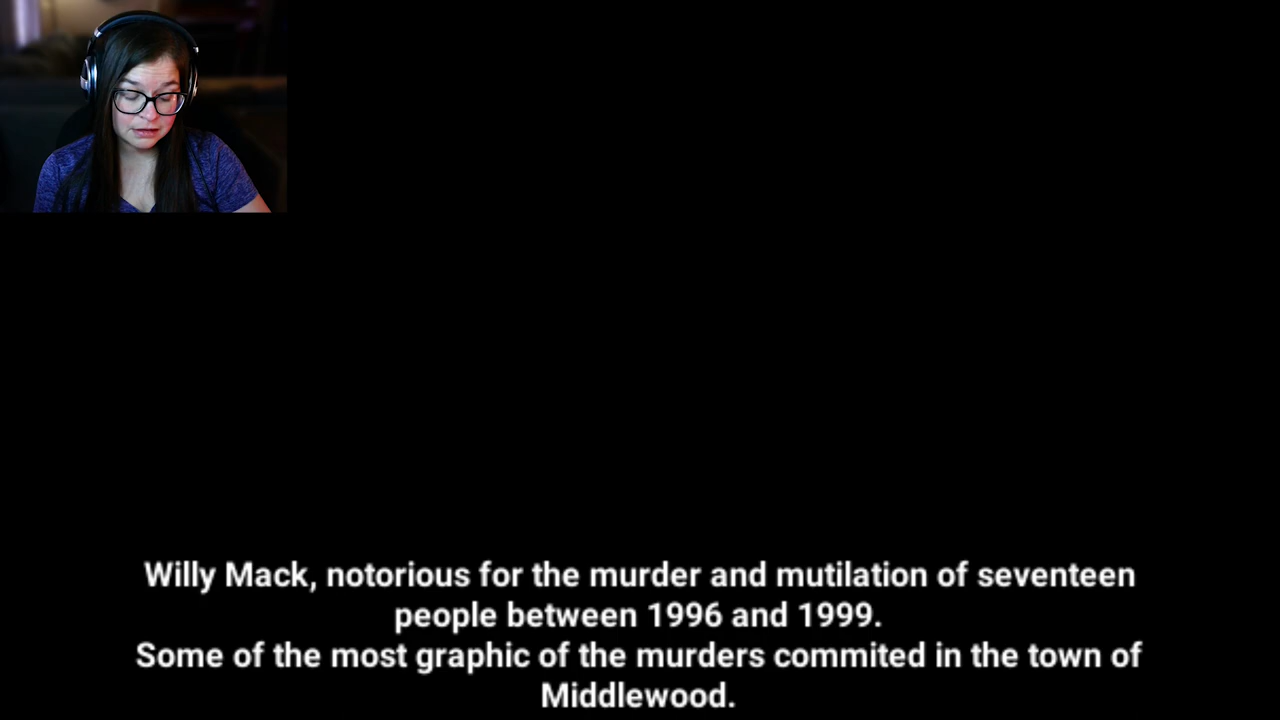 Willy Mack, notorious for the murder and mutilation of seventeen
people between 1996 and 1999.
Some of the most graphic of the murders commited in the town of
Middlewood.